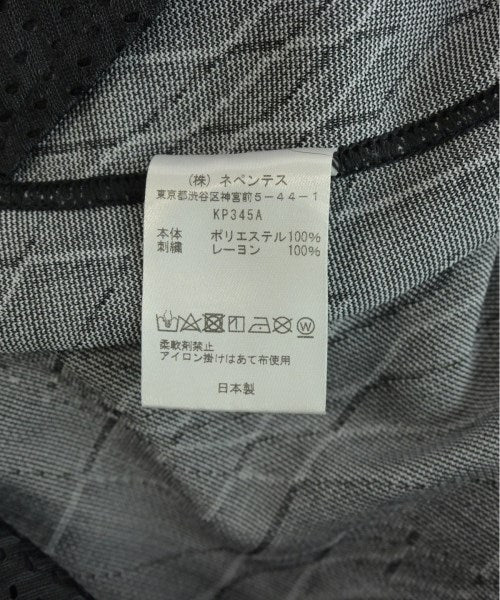 (株) ネペンテス
東京都渋谷区神宮前5-44-1
KP345A
本体 ポリエステル100%
刺繍 レーヨン 100%
W
柔軟剤禁止
アイロン掛けはあて布使用
日本製